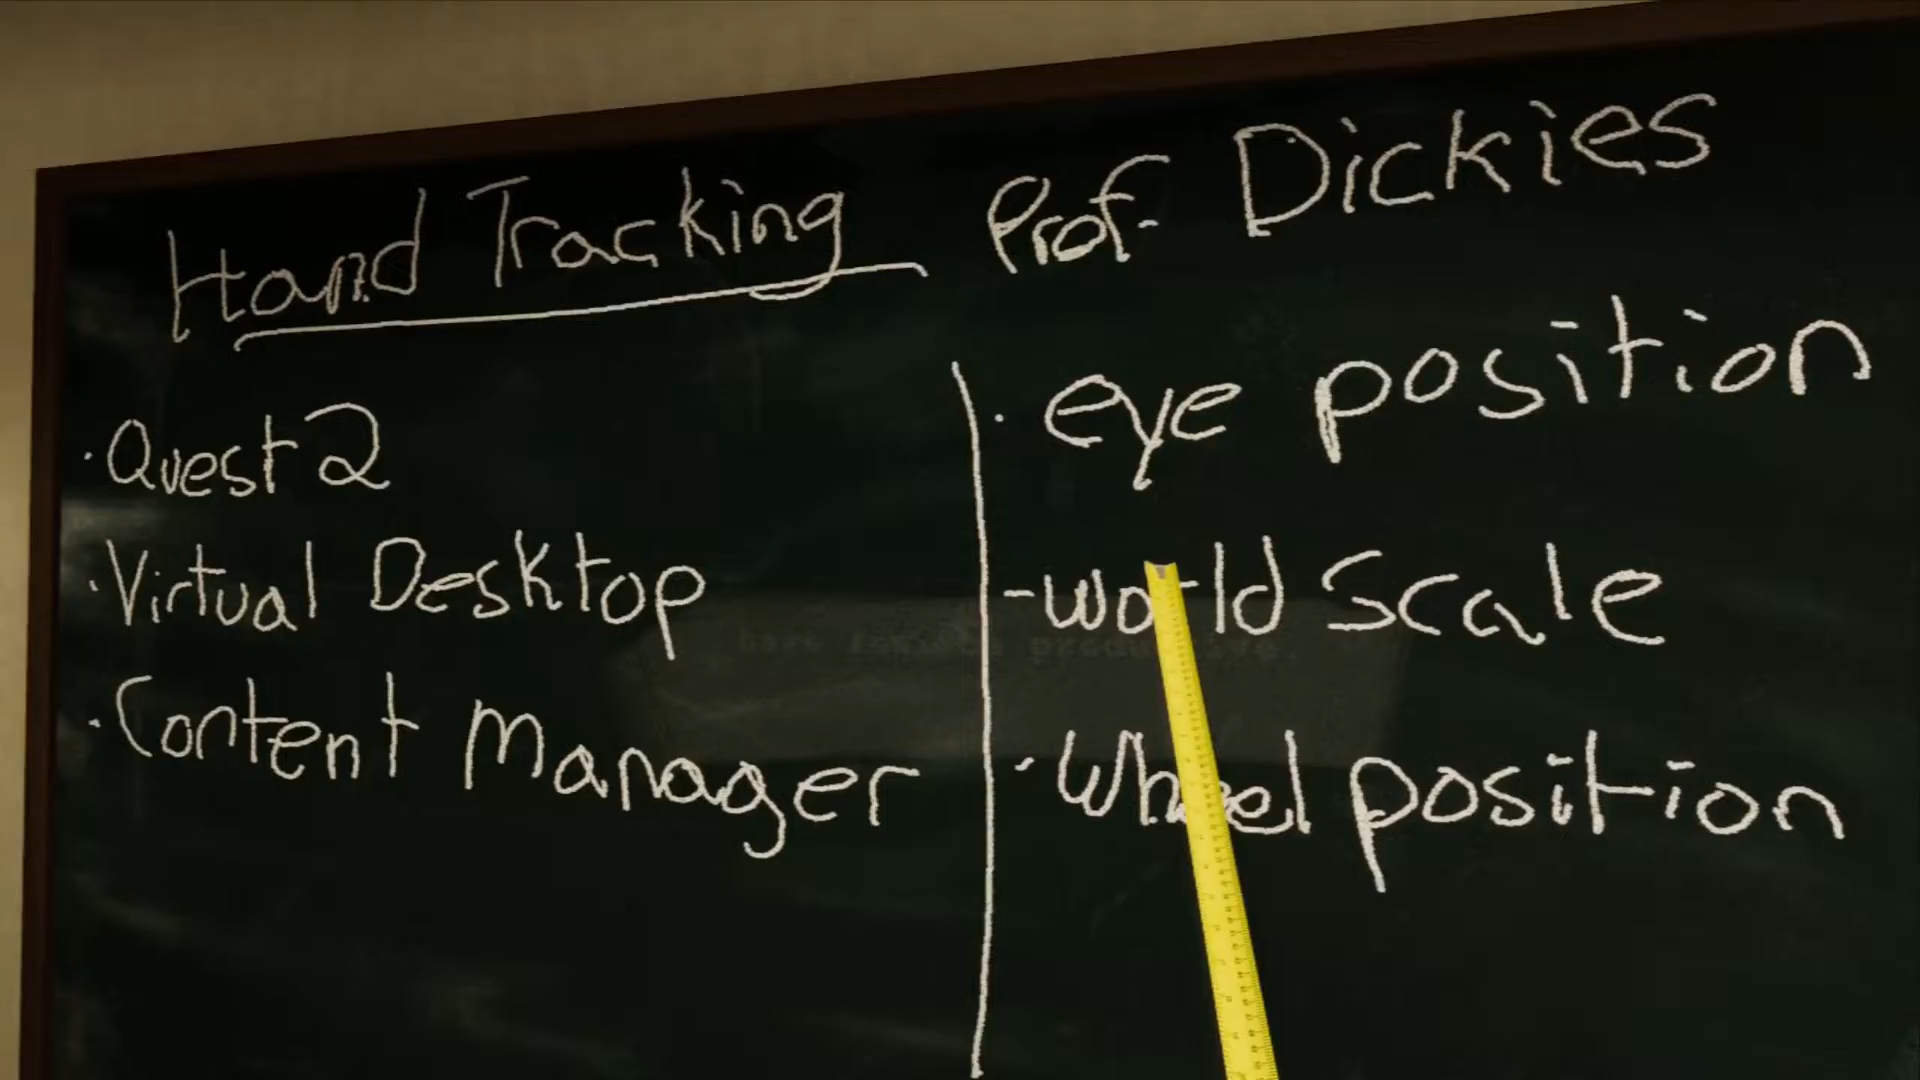 Hand Tracking Prof. Dickies
· Quest 2
· Virtual Desktop
· Content Manager
· eye position
- world scale
· wheel position